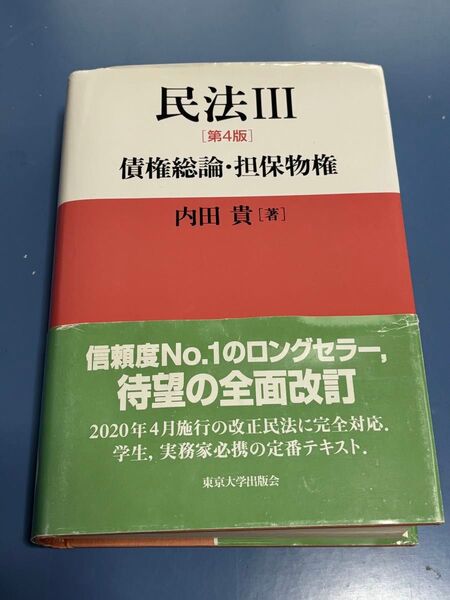 民法III
[第4版]
債権総論・担保物権
内田 貴[著]
信頼度No.1のロングセラー,
待望の全面改訂
2020年4月施行の改正民法に完全対応.
学生, 実務家必携の定番テキスト.
東京大学出版会